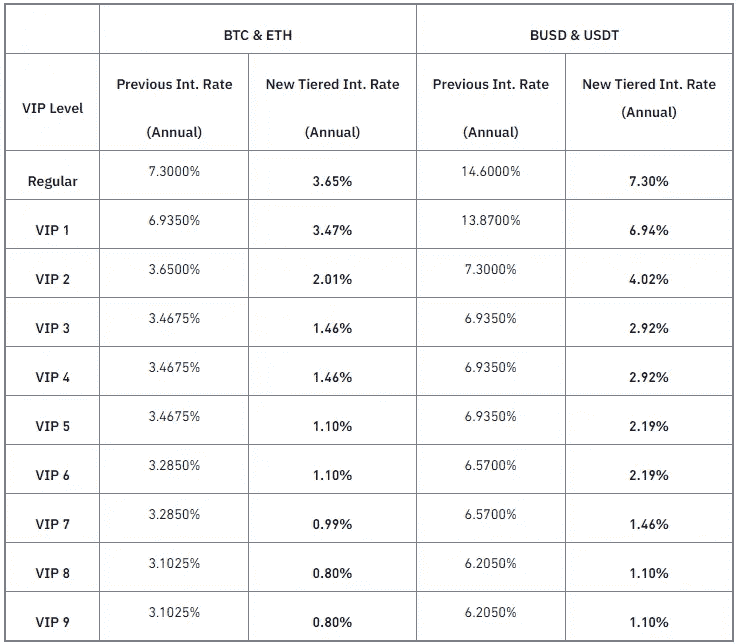 BTC & ETH BUSD & USDT
VIP Level Previous Int. Rate (Annual) New Tiered Int. Rate (Annual) Previous Int. Rate (Annual) New Tiered Int. Rate (Annual)
Regular 7.3000% 3.65% 14.6000% 7.30%
VIP 1 6.9350% 3.47% 13.8700% 6.94%
VIP 2 3.6500% 2.01% 7.3000% 4.02%
VIP 3 3.4675% 1.46% 6.9350% 2.92%
VIP 4 3.4675% 1.46% 6.9350% 2.92%
VIP 5 3.4675% 1.10% 6.9350% 2.19%
VIP 6 3.2850% 1.10% 6.5700% 2.19%
VIP 7 3.2850% 0.99% 6.5700% 1.46%
VIP 8 3.1025% 0.80% 6.2050% 1.10%
VIP 9 3.1025% 0.80% 6.2050% 1.10%